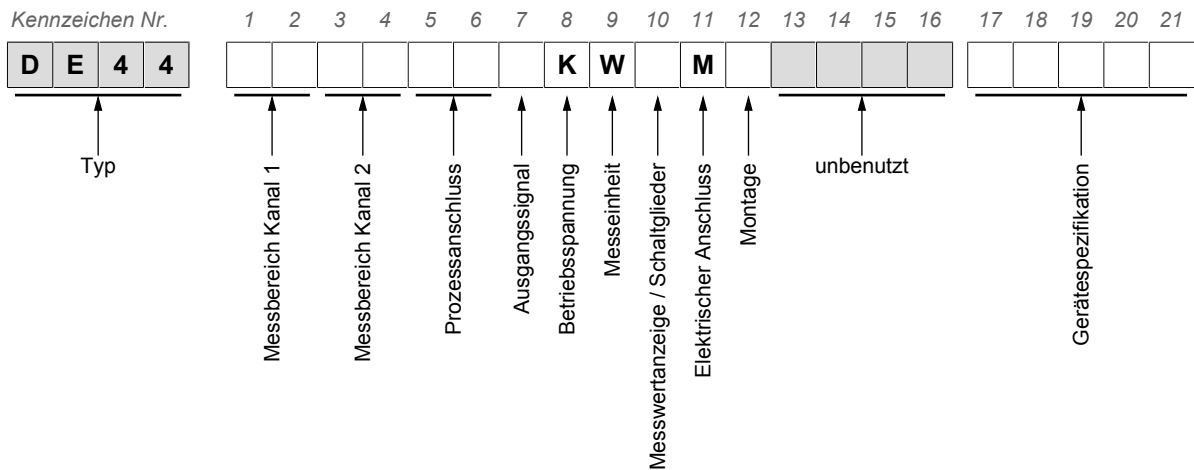 Kennzeichen Nr. 1 2 3 4 5 6 7 8 9 10 11 12 13 14 15 16 17 18 19 20 21
D E 4 4 K W M
Typ
Messbereich Kanal 1
Messbereich Kanal 2
Prozessanschluss
Ausgangssignal
Betriebsspannung
Messeinheit
Messwertanzeige / Schaltglieder
Elektrischer Anschluss
Montage
unbenutzt
Gerätespezifikation